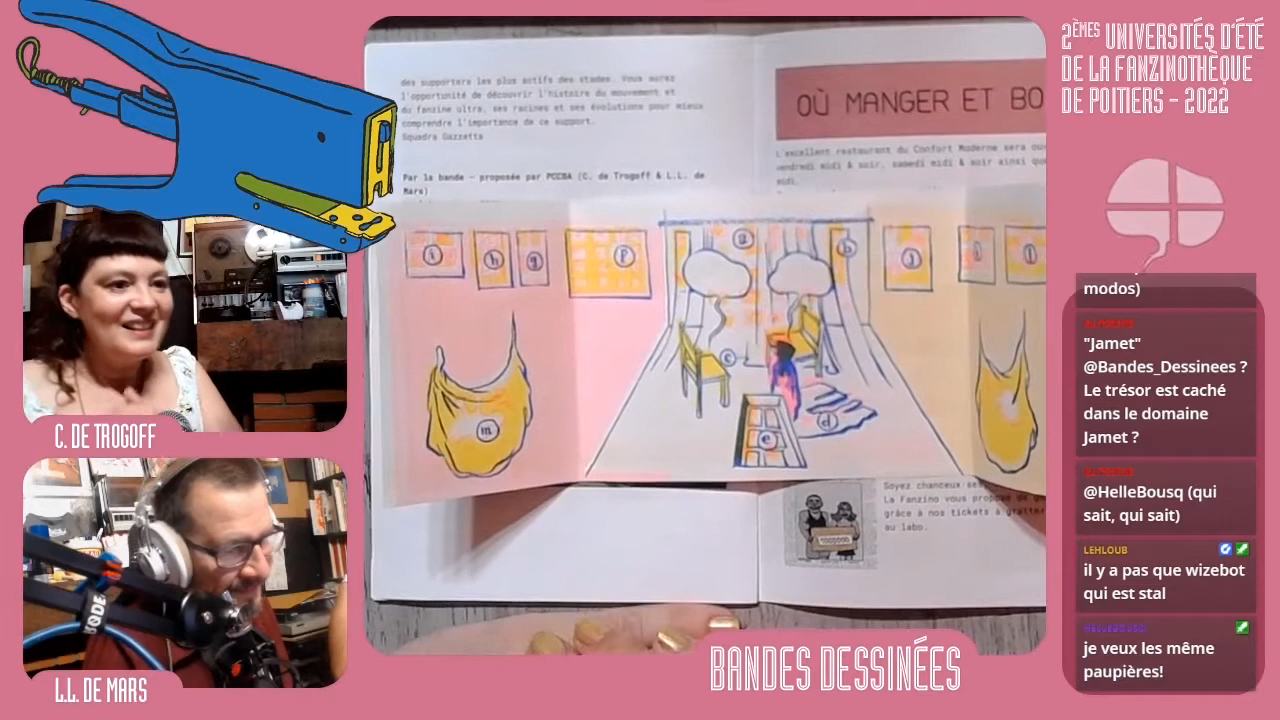 2ÈMES UNIVERSITÉS D'ÉTÉ
DE LA FANZINOTHÈQUE
DE POITIERS - 2022
des supporters les plus actifs des stades. Vous aurez
l'opportunité de découvrir l'histoire du mouvement et
du fanzine ultra, ses racines et ses évolutions pour mieux
comprendre l'importance de ce support.
Squadra Gazzetta
Par la bande – proposée par PCCBA (C. de Trogoff & L.L. de
Mars)
OÙ MANGER ET BO
L'excellent restaurant du Confort Moderne sera ou
vendredi midi & soir, samedi midi & soir ainsi que
midi.
i
h
g
f
a
b
j
c
d
e
m
Soyez chanceux
La Fanzino vous propose de
grâce à nos tickets à gratter
au labo.
C. DE TROGOFF
RODE
L.L. DE MARS
BANDES DESSINÉES
modos)
"Jamet"
@Bandes_Dessinees ?
Le trésor est caché
dans le domaine
Jamet ?
@HelleBousq (qui
sait, qui sait)
LEHLOUB
il y a pas que wizebot
qui est stal
HELLEBOUSQ
je veux les même
paupières!